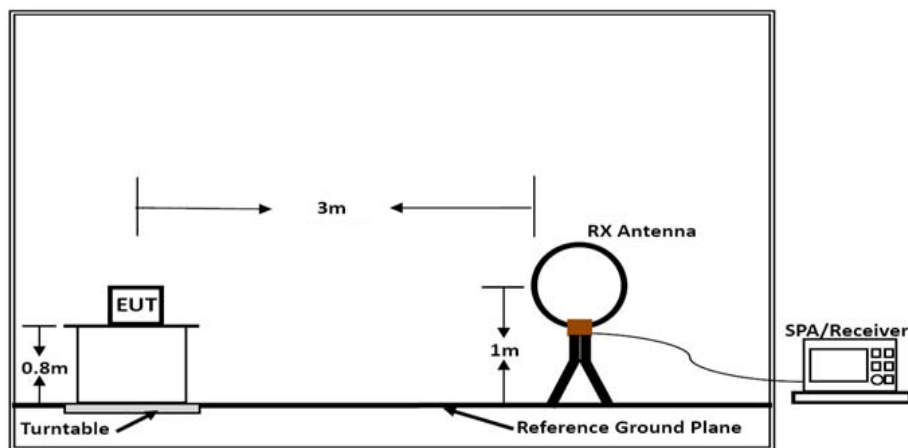 3m
RX Antenna
EUT
SPA/Receiver
0.8m
1m
Turntable
Reference Ground Plane